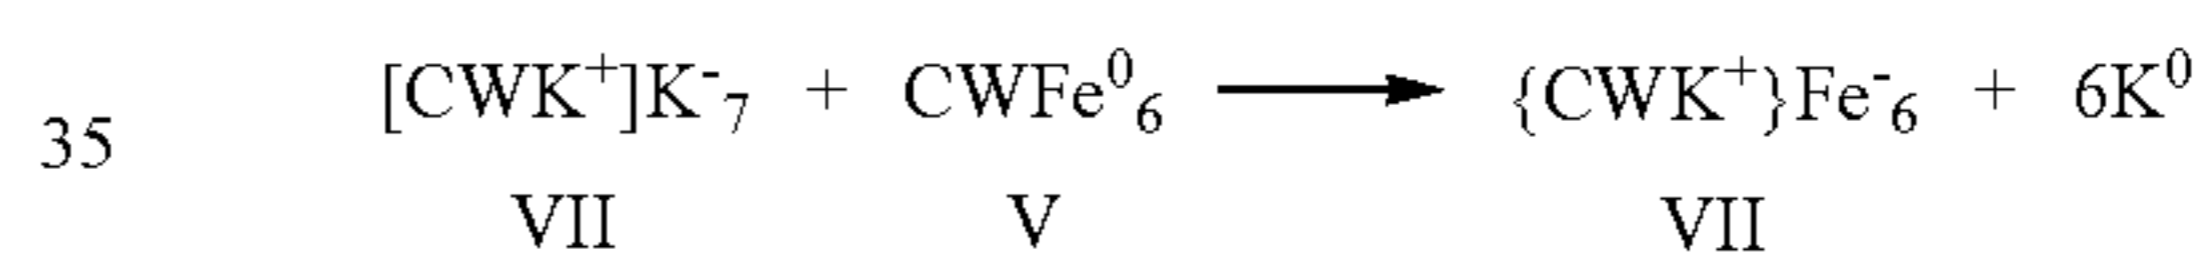 35 [CWK⁺]K⁻₇ + CWFe⁰₆ ⟶ {CWK⁺}Fe⁻₆ + 6K⁰
VII V VII